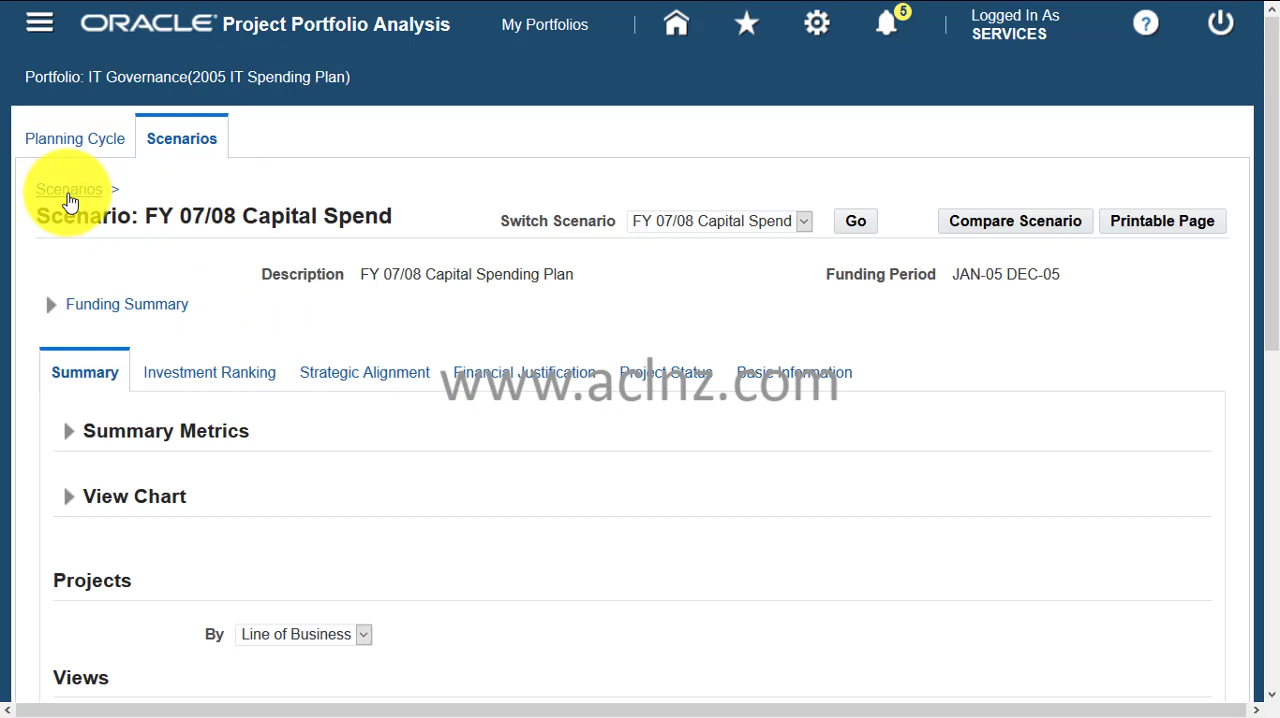 ORACLE Project Portfolio Analysis My Portfolios 5 Logged In As SERVICES ?
Portfolio: IT Governance(2005 IT Spending Plan)
Planning Cycle Scenarios
Scenarios >
Scenario: FY 07/08 Capital Spend Switch Scenario FY 07/08 Capital Spend Go Compare Scenario Printable Page
Description FY 07/08 Capital Spending Plan Funding Period JAN-05 DEC-05
Funding Summary
Summary Investment Ranking Strategic Alignment Financial Justification Project Status Basic Information
www.aclnz.com
Summary Metrics
View Chart
Projects
By Line of Business
Views